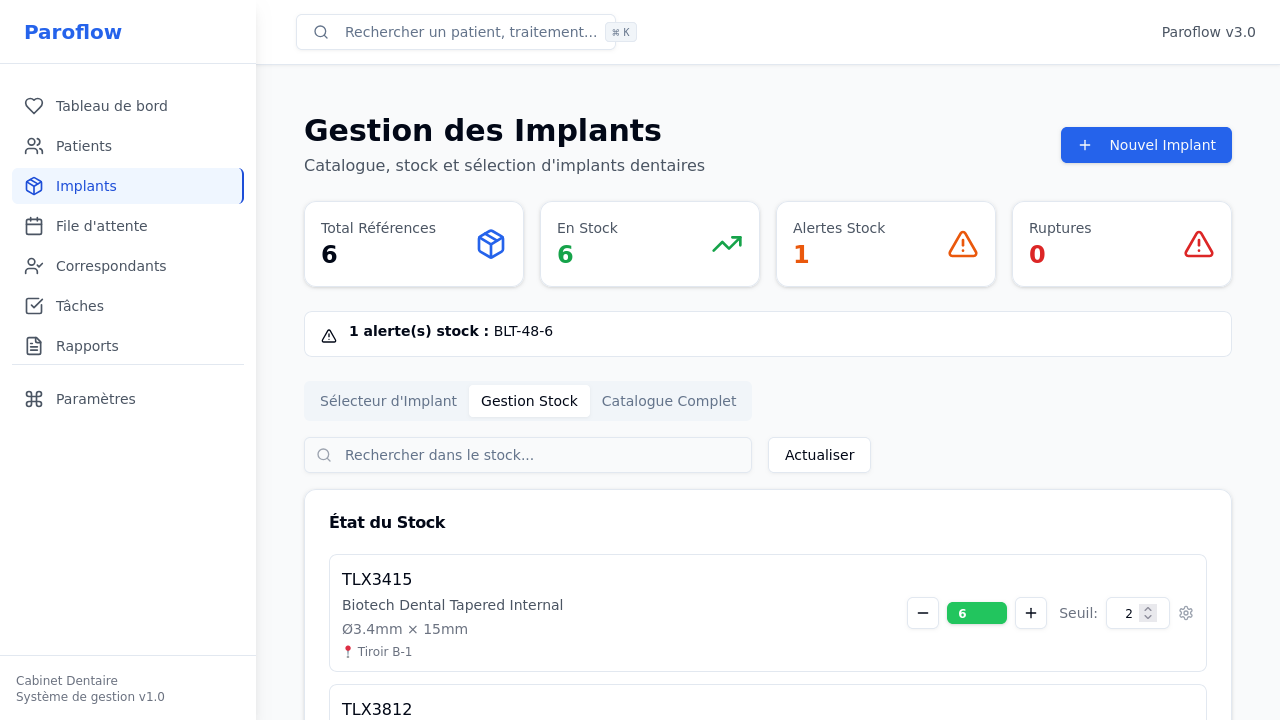 Paroflow
Rechercher un patient, traitement...
⌘ K
Paroflow v3.0
Tableau de bord
Patients
Implants
File d'attente
Correspondants
Tâches
Rapports
Paramètres
Cabinet Dentaire
Système de gestion v1.0
Gestion des Implants
Catalogue, stock et sélection d'implants dentaires
Nouvel Implant
Total Références
6
En Stock
6
Alertes Stock
1
Ruptures
0
1 alerte(s) stock : BLT-48-6
Sélecteur d'Implant
Gestion Stock
Catalogue Complet
Rechercher dans le stock...
Actualiser
État du Stock
TLX3415
Biotech Dental Tapered Internal
Ø3.4mm × 15mm
📍 Tiroir B-1
6
Seuil:
2
TLX3812